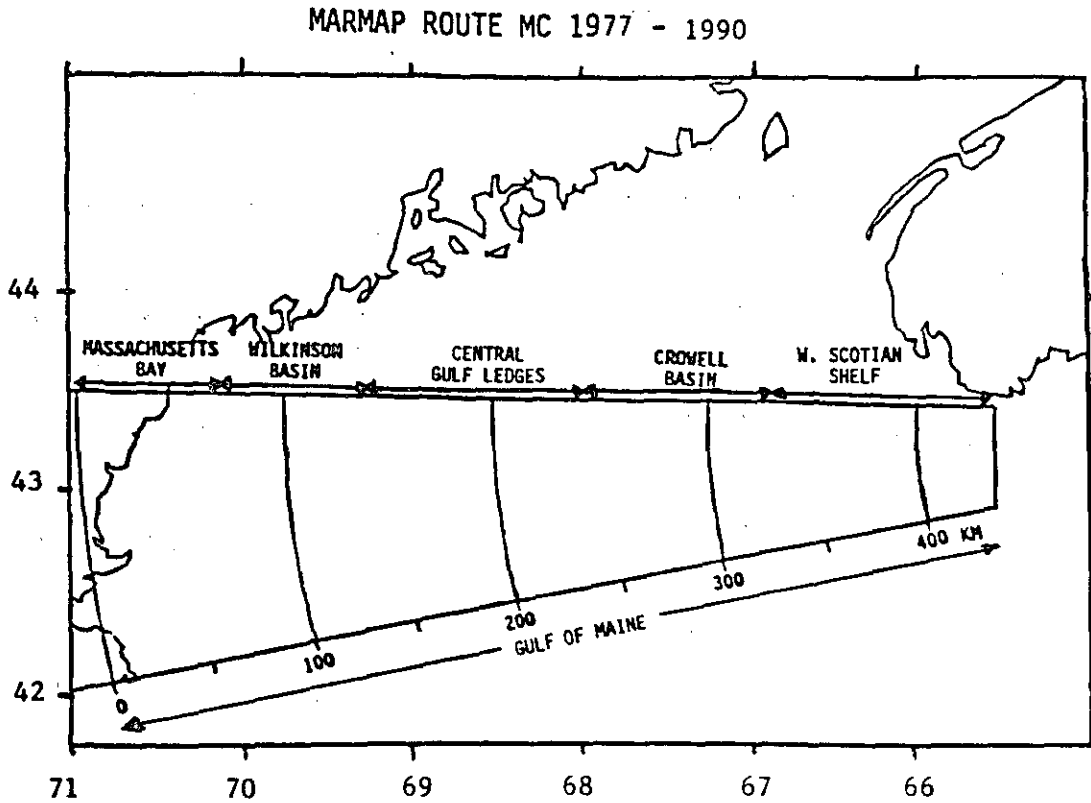 MARMAP ROUTE MC 1977 - 1990
44
43
42
MASSACHUSETTS
BAY
WILKINSON
BASIN
CENTRAL
GULF LEDGES
CROWELL
BASIN
W. SCOTIAN
SHELF
0
100
200
300
400 KM
GULF OF MAINE
71
70
69
68
67
66